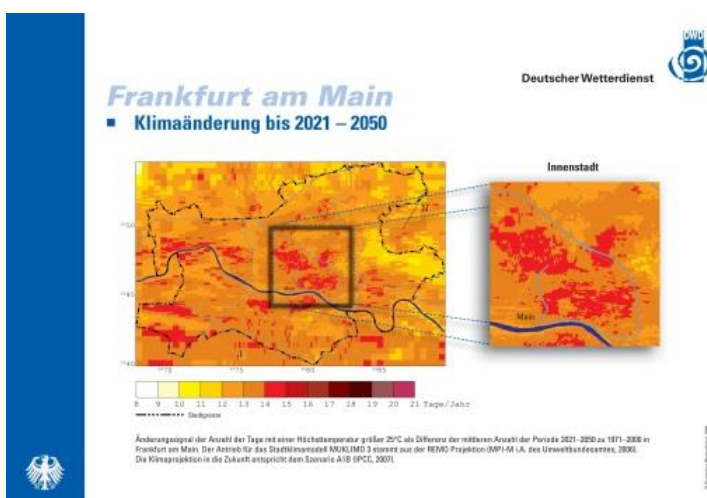 DWD
Deutscher Wetterdienst
Frankfurt am Main
Klimaänderung bis 2021 – 2050
Innenstadt
Main
8 9 10 11 12 13 14 15 16 17 18 19 20 21 Tage/Jahr
Stadtgrenze
Änderungssignal der Anzahl der Tage mit einer Höchsttemperatur größer 25°C als Differenz der mittleren Anzahl der Periode 2021–2050 zu 1971–2000 in
Frankfurt am Main. Der Antrieb für das Stadtklimamodell MUKLIMO 3 stammt aus der REMO Projektion (MPI-M i.A. des Umweltbundesamtes, 2006).
Die Klimaprojektion in die Zukunft entspricht dem Szenario A1B (IPCC, 2007).